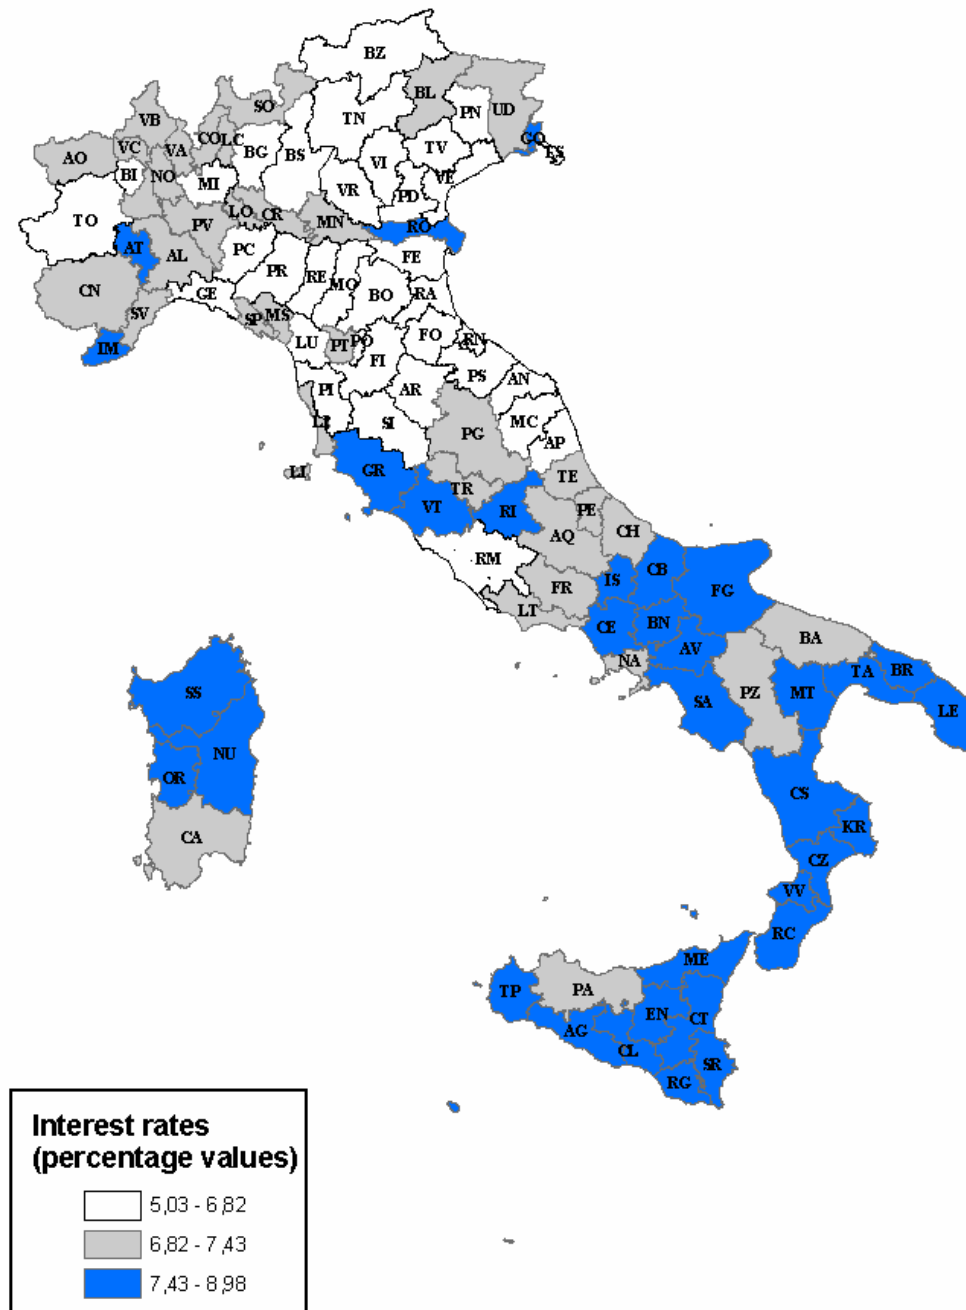 BZ
BL
UD
PN
SO
VB
TN
CO
LC
GO
TS
VC
VA
BS
TV
AO
BG
VI
BI
NO
MI
VE
VR
PD
TO
LO
CR
MN
PV
RO
AT
PC
AL
FE
PR
RE
MO
CN
GE
BO
RA
SV
SP
MS
FO
RN
IM
LU
PT
PO
FI
PS
AN
PI
AR
LI
SI
MC
PG
AP
LI
GR
TE
TR
VT
RI
PE
CH
AQ
RM
CB
IS
FR
FG
LT
CE
BN
BA
AV
NA
TA
BR
SS
PZ
MT
SA
LE
NU
OR
CS
KR
CA
CZ
VV
RC
ME
TP
PA
EN
CT
AG
CL
SR
RG
Interest rates
(percentage values)
5,03 - 6,82
6,82 - 7,43
7,43 - 8,98